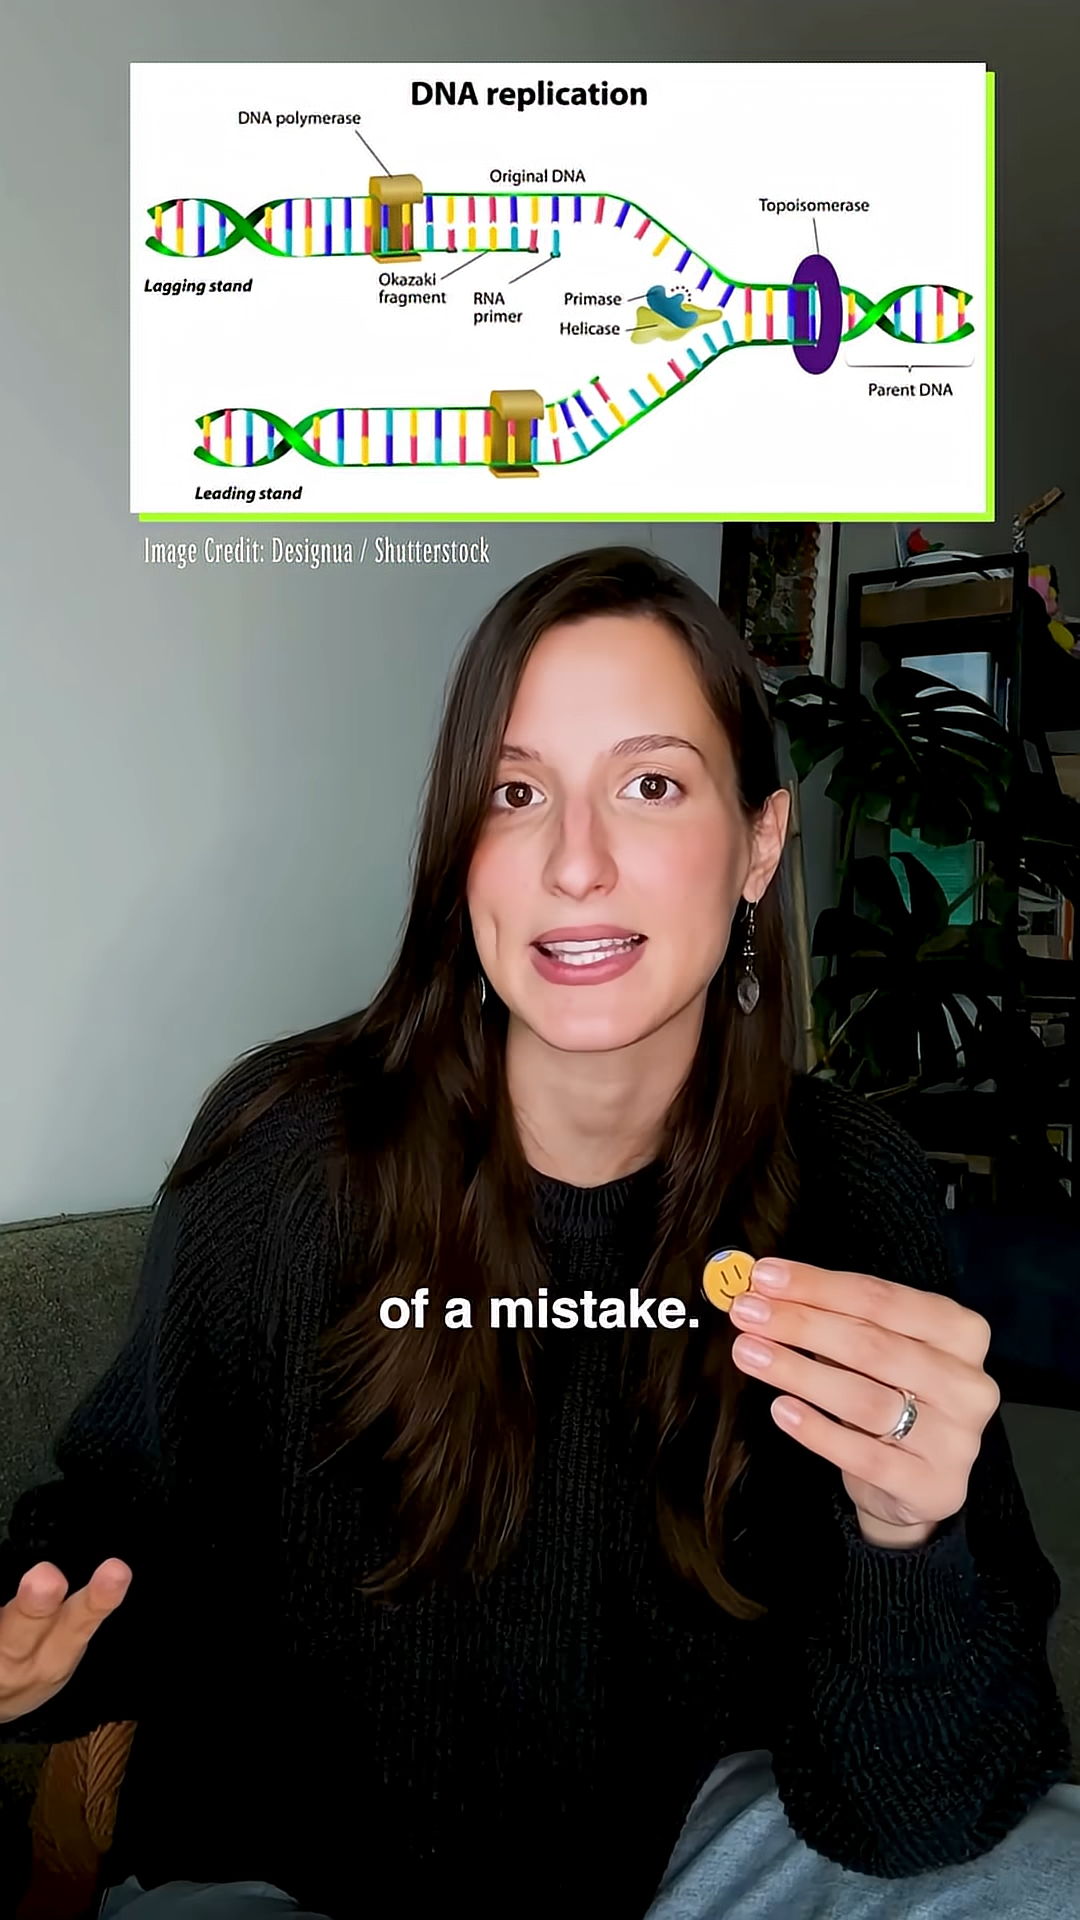 DNA replication
DNA polymerase
Original DNA
Topoisomerase
Lagging stand
Okazaki
fragment
RNA
primer
Primase
Helicase
Parent DNA
Leading stand
Image Credit: Designua / Shutterstock
of a mistake.